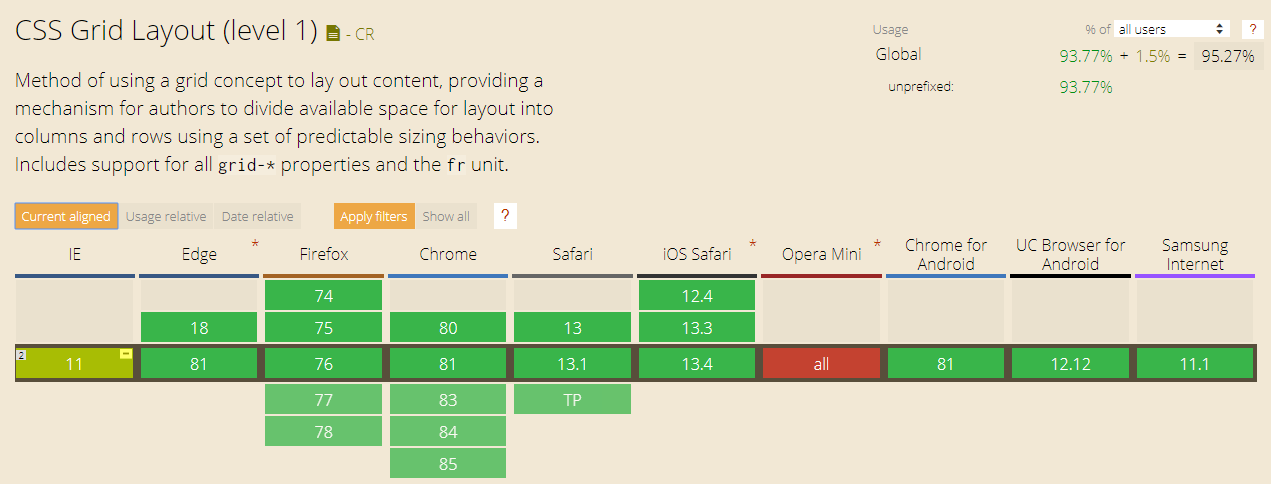 CSS Grid Layout (level 1) - CR
Usage % of all users ?
Global 93.77% + 1.5% = 95.27%
unprefixed: 93.77%
Method of using a grid concept to lay out content, providing a
mechanism for authors to divide available space for layout into
columns and rows using a set of predictable sizing behaviors.
Includes support for all grid-* properties and the fr unit.
Current aligned Usage relative Date relative Apply filters Show all ?
IE Edge * Firefox Chrome Safari iOS Safari * Opera Mini * Chrome for Android UC Browser for Android Samsung Internet
74 12.4
18 75 80 13 13.3
2 11 81 76 81 13.1 13.4 all 81 12.12 11.1
77 83 TP
78 84
85